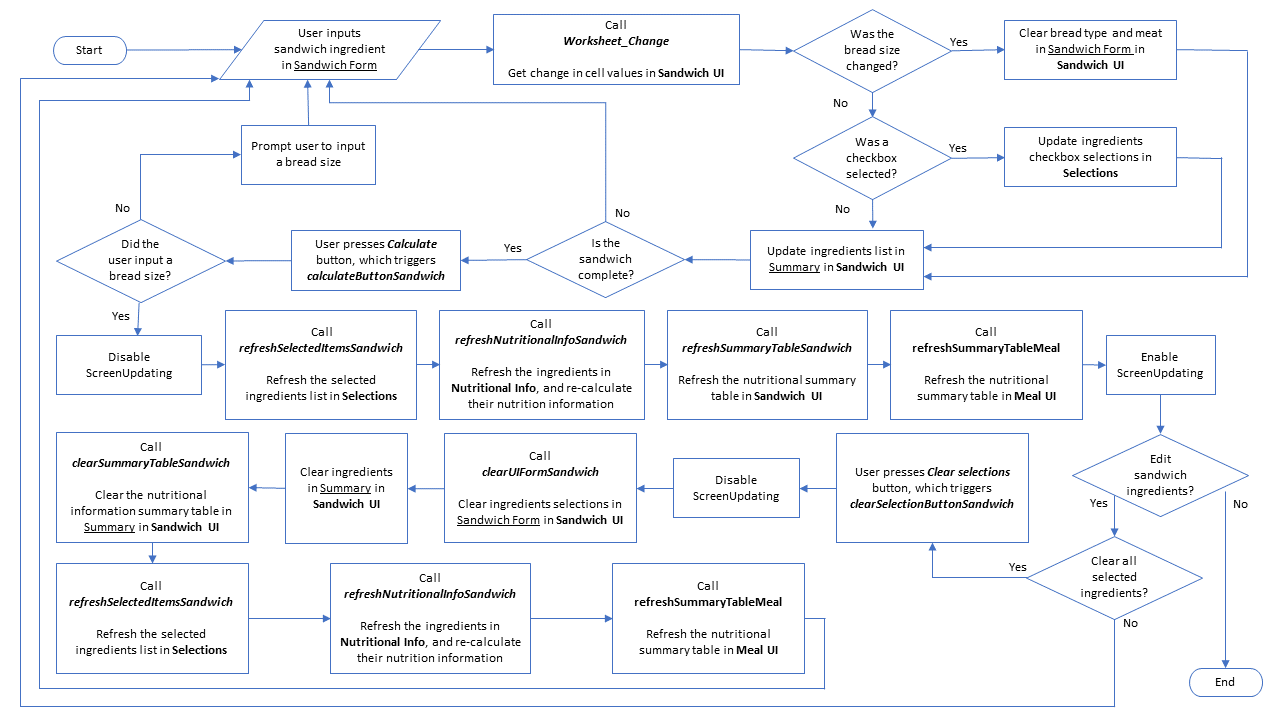 Start
User inputs
sandwich ingredient
in Sandwich Form
Call
Worksheet_Change
Get change in cell values in Sandwich UI
Was the
bread size
changed?
Yes
Clear bread type and meat
in Sandwich Form in
Sandwich UI
No
Prompt user to input
a bread size
Was a
checkbox
selected?
Yes
Update ingredients
checkbox selections in
Selections
No
No
No
Did the
user input a
bread size?
User presses Calculate
button, which triggers
calculateButtonSandwich
Yes
Is the
sandwich
complete?
Update ingredients list in
Summary in Sandwich UI
Yes
Disable
ScreenUpdating
Call
refreshSelectedItemsSandwich
Refresh the selected
ingredients list in Selections
Call
refreshNutritionalInfoSandwich
Refresh the ingredients in
Nutritional Info, and re-calculate
their nutrition information
Call
refreshSummaryTableSandwich
Refresh the nutritional summary
table in Sandwich UI
Call
refreshSummaryTableMeal
Refresh the nutritional
summary table in Meal UI
Enable
ScreenUpdating
Call
clearSummaryTableSandwich
Clear the nutritional
information summary table in
Summary in Sandwich UI
Clear ingredients
in Summary in
Sandwich UI
Call
clearUIFormSandwich
Clear ingredients selections in
Sandwich Form in Sandwich UI
Disable
ScreenUpdating
User presses Clear selections
button, which triggers
clearSelectionButtonSandwich
Edit
sandwich
ingredients?
Yes
No
Call
refreshSelectedItemsSandwich
Refresh the selected
ingredients list in Selections
Call
refreshNutritionalInfoSandwich
Refresh the ingredients in
Nutritional Info, and re-calculate
their nutrition information
Call
refreshSummaryTableMeal
Refresh the nutritional
summary table in Meal UI
Yes
Clear all
selected
ingredients?
No
End